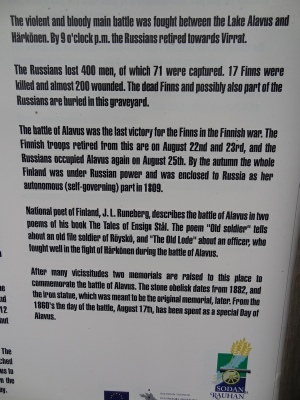 The violent and bloody main battle was fought between the Lake Alavus and
Härkönen. By 9 o'clock p.m. the Russians retired towards Virrat.
The Russians lost 400 men, of which 71 were captured. 17 Finns were
killed and almost 200 wounded. The dead Finns and possibly also part of the
Russians are buried in this graveyard.
The battle of Alavus was the last victory for the Finns in the Finnish war. The
Finnish troops retired from this are on August 22nd and 23rd, and the
Russians occupied Alavus again on August 25th. By the autumn the whole
Finland was under Russian power and was enclosed to Russia as her
autonomous (self-governing) part in 1809.
National poet of Finland, J. L. Runeberg, describes the battle of Alavus in two
poems of his book The Tales of Ensign Stål. The poem "Old soldier" tells
about an old file soldier of Röyskö, and "The Old Lode" about an officer, who
fought well in the fight of Härkönen during the battle of Alavus.
After many vicissitudes two memorials are raised to this place to
commemorate the battle of Alavus. The stone obelisk dates from 1882, and
the iron statue, which was meant to be the original memorial, later. From the
1860's the day of the battle, August 17th, has been spent as a special Day of
Alavus.
12
The
SODAN
RAUHAN